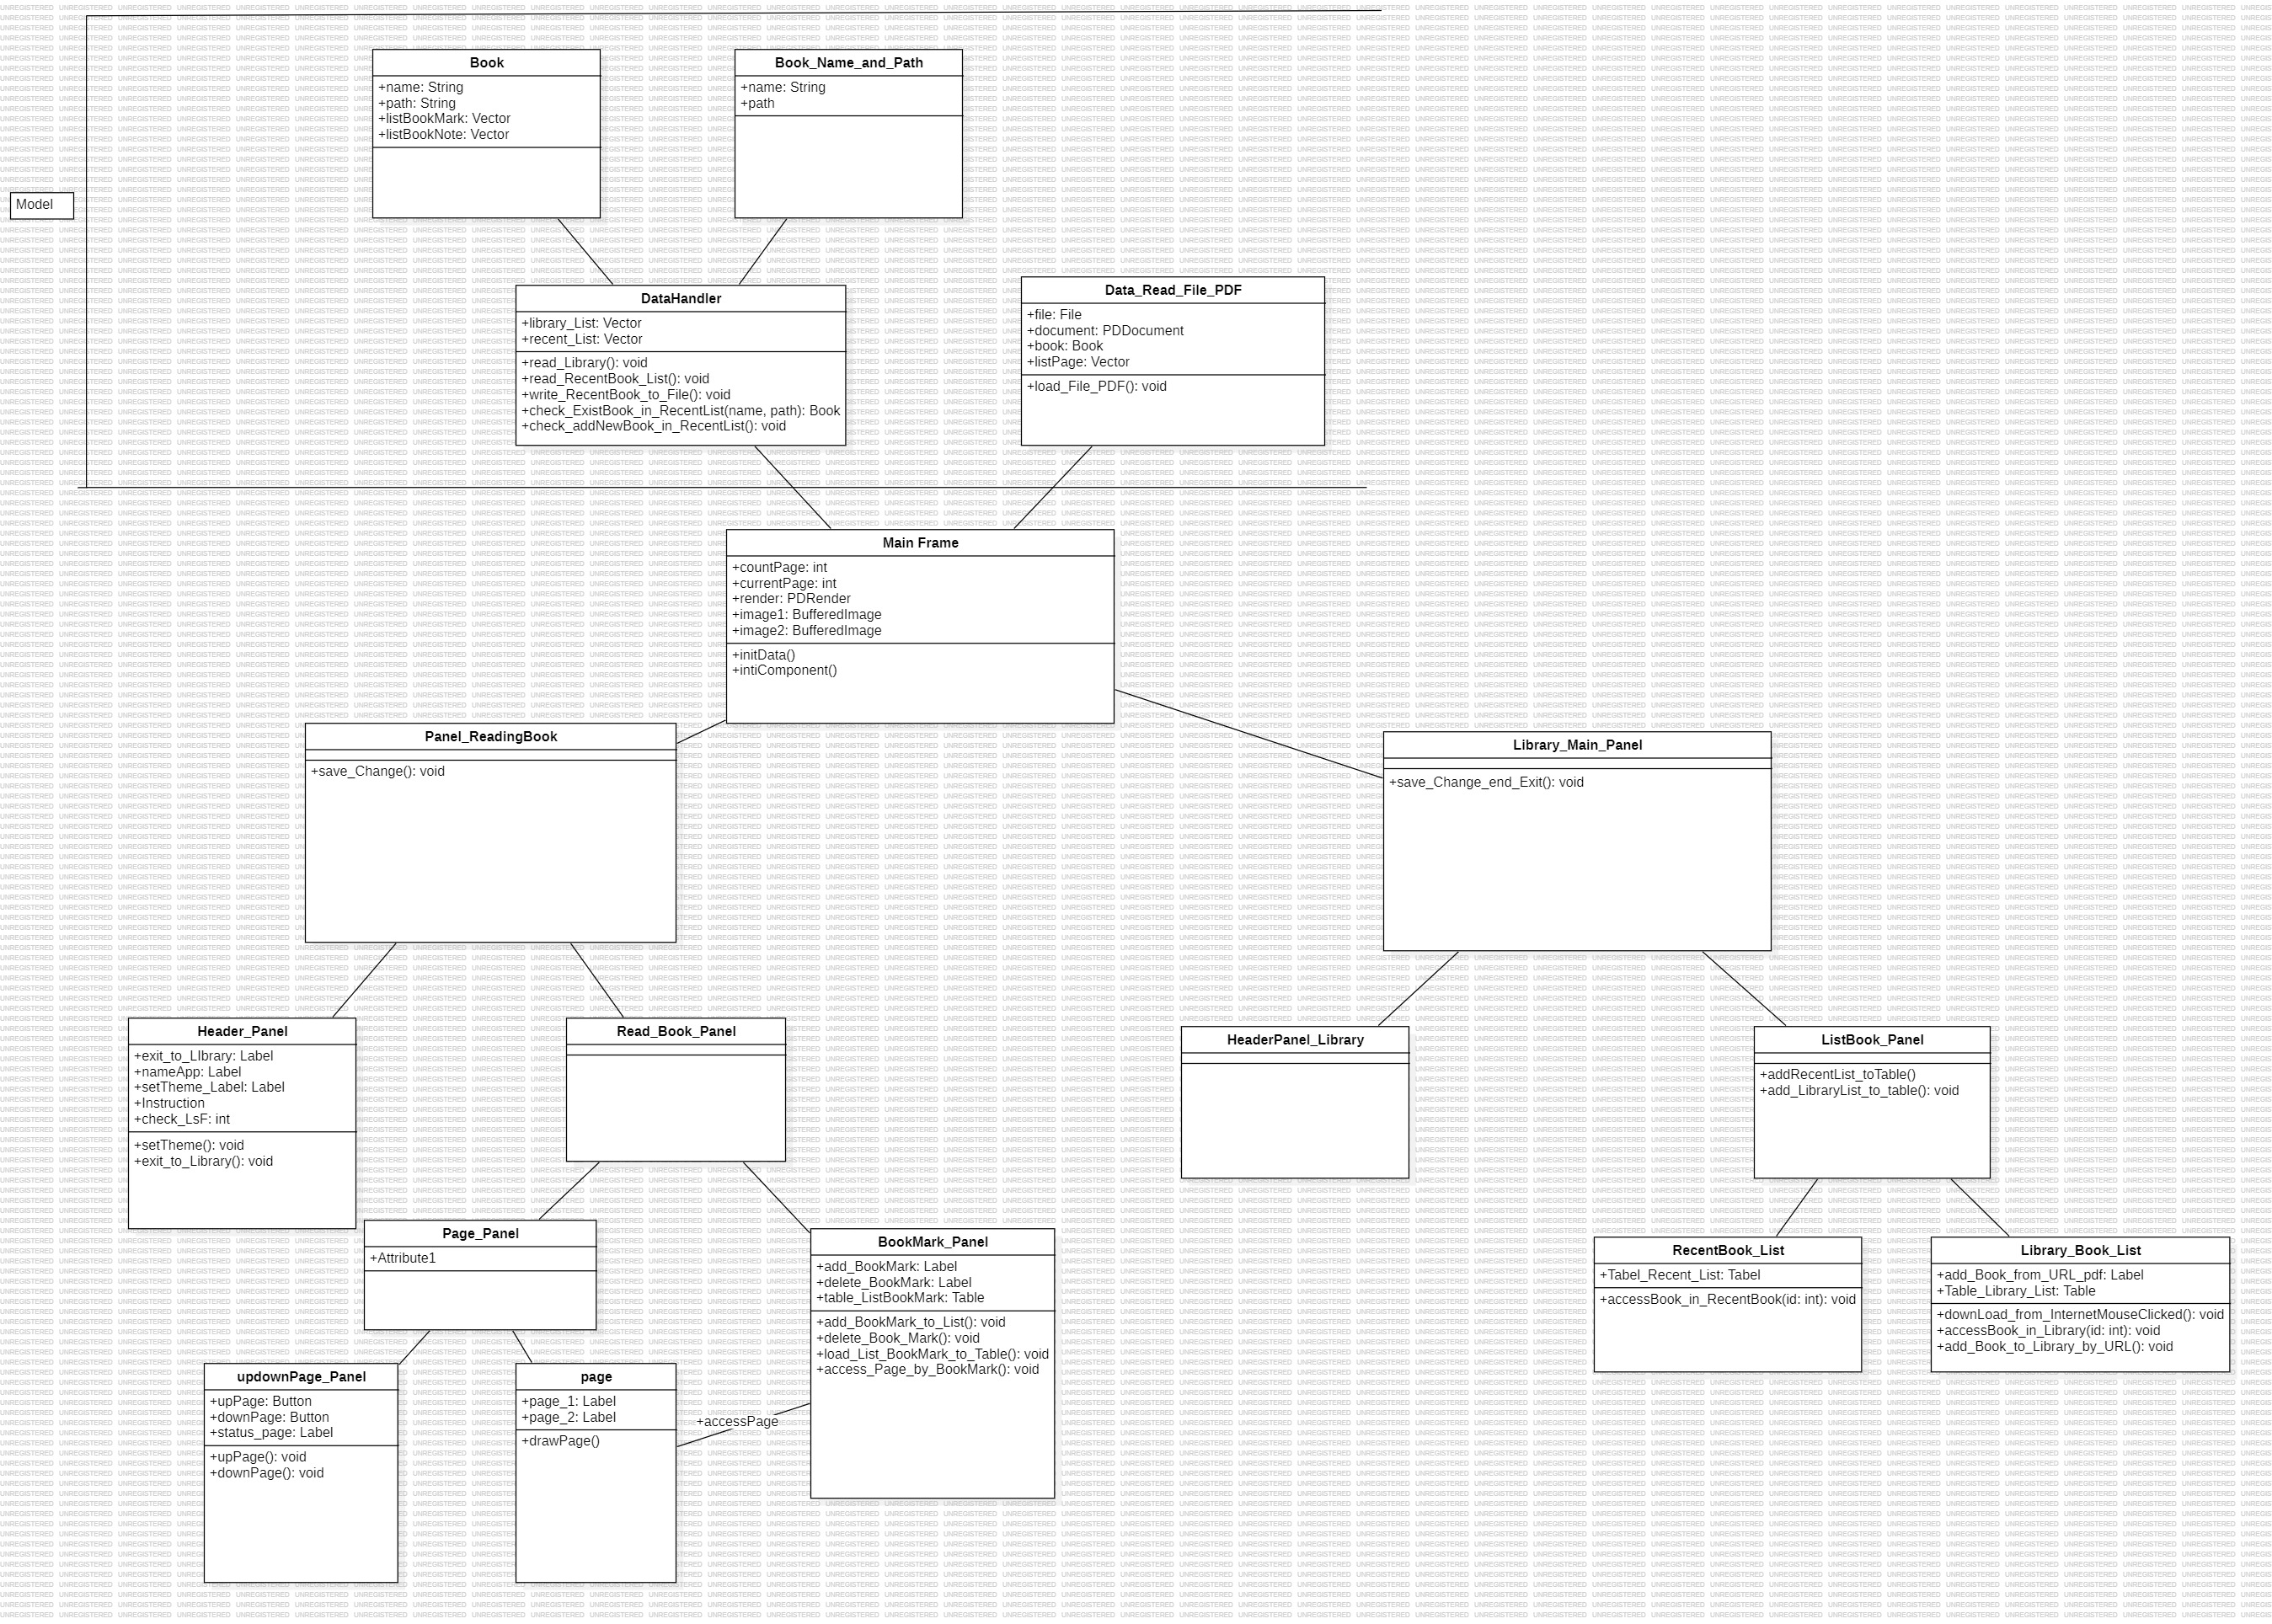 Book
+name: String
+path: String
+listBookMark: Vector
+listBookNote: Vector
Book_Name_and_Path
+name: String
+path
Model
DataHandler
+library_List: Vector
+recent_List: Vector
+read_Library(): void
+read_RecentBook_List(): void
+write_RecentBook_to_File(): void
+check_ExistBook_in_RecentList(name, path): Book
+check_addNewBook_in_RecentList(): void
Data_Read_File_PDF
+file: File
+document: PDDocument
+book: Book
+listPage: Vector
+load_File_PDF(): void
Main Frame
+countPage: int
+currentPage: int
+render: PDRender
+image1: BufferedImage
+image2: BufferedImage
+initData()
+intiComponent()
Panel_ReadingBook
+save_Change(): void
Library_Main_Panel
+save_Change_end_Exit(): void
Header_Panel
+exit_to_LIbrary: Label
+nameApp: Label
+setTheme_Label: Label
+Instruction
+check_LsF: int
+setTheme(): void
+exit_to_Library(): void
Read_Book_Panel
HeaderPanel_Library
ListBook_Panel
+addRecentList_toTable()
+add_LibraryList_to_table(): void
Page_Panel
+Attribute1
BookMark_Panel
+add_BookMark: Label
+delete_BookMark: Label
+table_ListBookMark: Table
+add_BookMark_to_List(): void
+delete_Book_Mark(): void
+load_List_BookMark_to_Table(): void
+access_Page_by_BookMark(): void
RecentBook_List
+Tabel_Recent_List: Tabel
+accessBook_in_RecentBook(id: int): void
Library_Book_List
+add_Book_from_URL_pdf: Label
+Table_Library_List: Table
+downLoad_from_InternetMouseClicked(): void
+accessBook_in_Library(id: int): void
+add_Book_to_Library_by_URL(): void
updownPage_Panel
+upPage: Button
+downPage: Button
+status_page: Label
+upPage(): void
+downPage(): void
page
+page_1: Label
+page_2: Label
+drawPage()
+accessPage
UNREGISTERED